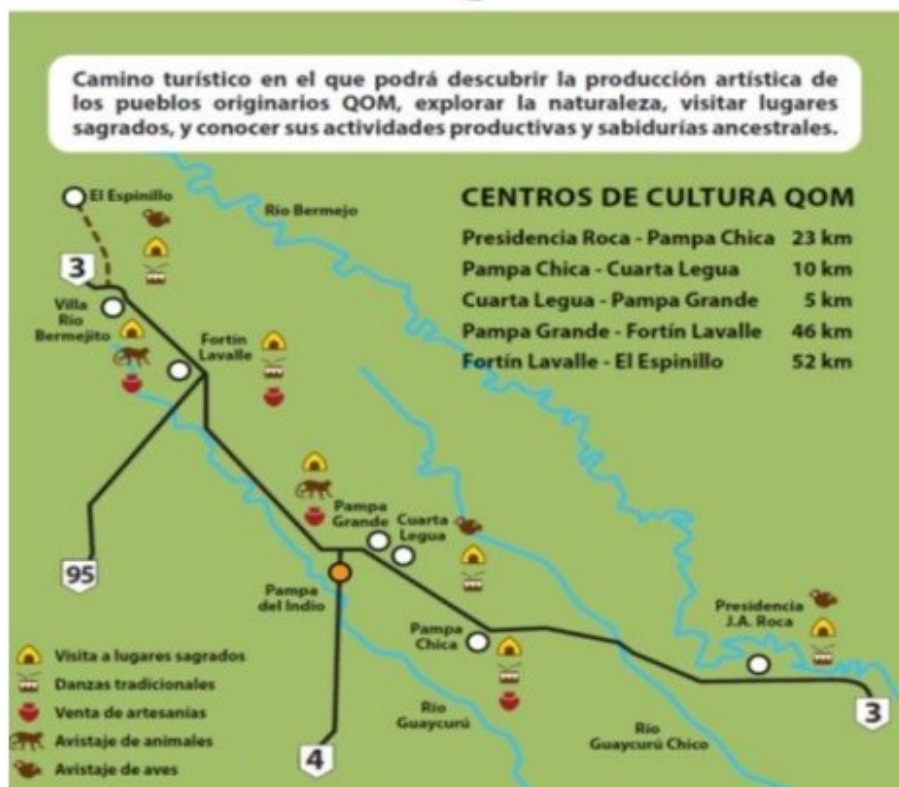 Camino turístico en el que podrá descubrir la producción artística de
los pueblos originarios QOM, explorar la naturaleza, visitar lugares
sagrados, y conocer sus actividades productivas y sabidurías ancestrales.
El Espinillo
Río Bermejo
CENTROS DE CULTURA QOM
Presidencia Roca - Pampa Chica 23 km
Pampa Chica - Cuarta Legua 10 km
Cuarta Legua - Pampa Grande 5 km
Pampa Grande - Fortín Lavalle 46 km
Fortín Lavalle - El Espinillo 52 km
3
Villa
Río
Bermejito
Fortín
Lavalle
Pampa
Grande
Cuarta
Legua
95
Pampa
del Indio
Presidencia
J.A. Roca
Pampa
Chica
Visita a lugares sagrados
Danzas tradicionales
Venta de artesanías
Avistaje de animales
Avistaje de aves
Río
Guaycurú
Río
Guaycurú Chico
3
4